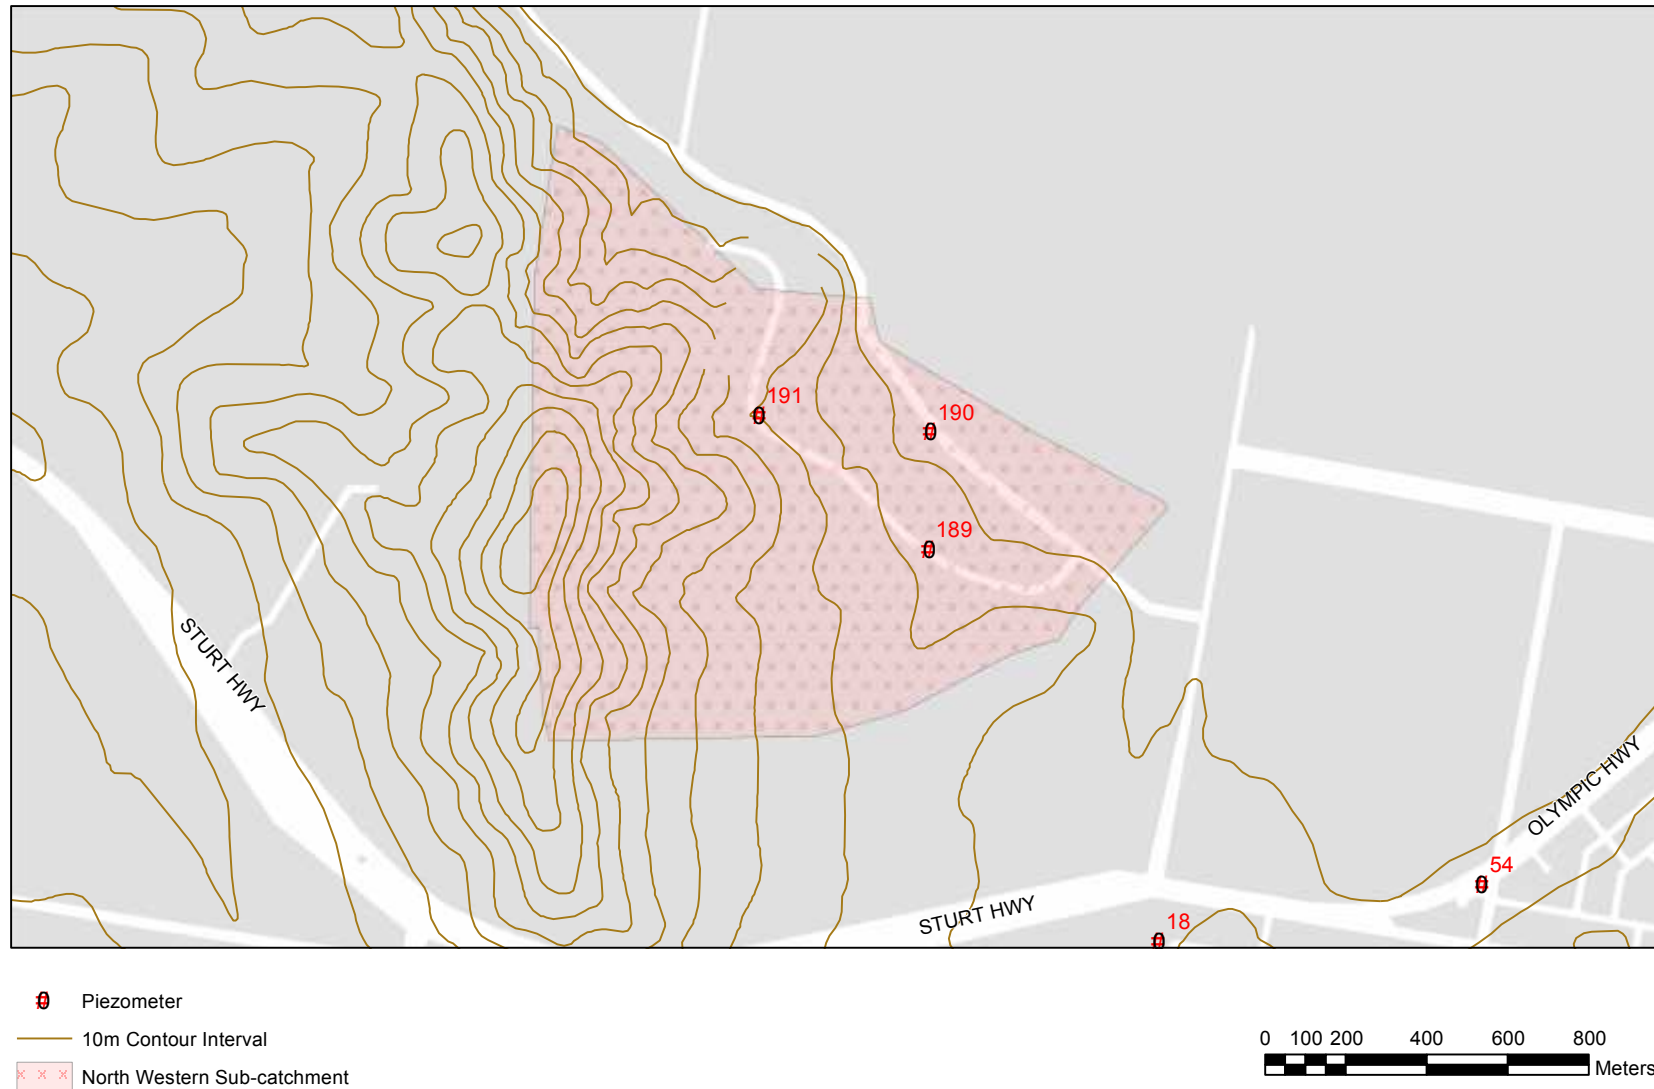 191
190
189
STURT HWY
OLYMPIC HWY
54
STURT HWY
18
Piezometer
10m Contour Interval
North Western Sub-catchment
0 100 200 400 600 800
Meters